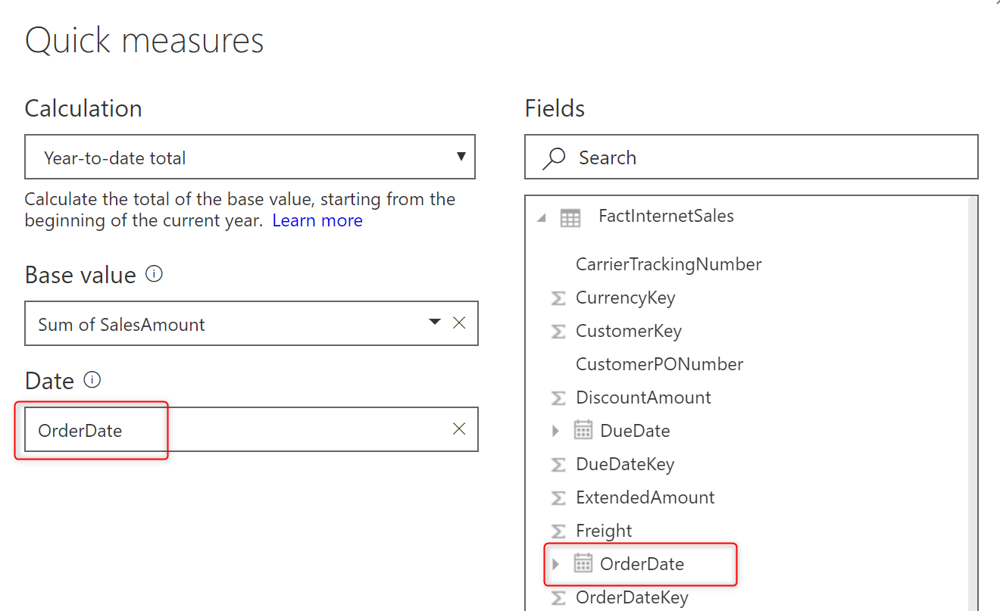 Quick measures
Calculation
Year-to-date total
Calculate the total of the base value, starting from the
beginning of the current year. Learn more
Base value
Sum of SalesAmount
Date
OrderDate
Fields
Search
FactInternetSales
CarrierTrackingNumber
CurrencyKey
CustomerKey
CustomerPONumber
DiscountAmount
DueDate
DueDateKey
ExtendedAmount
Freight
OrderDate
OrderDateKey